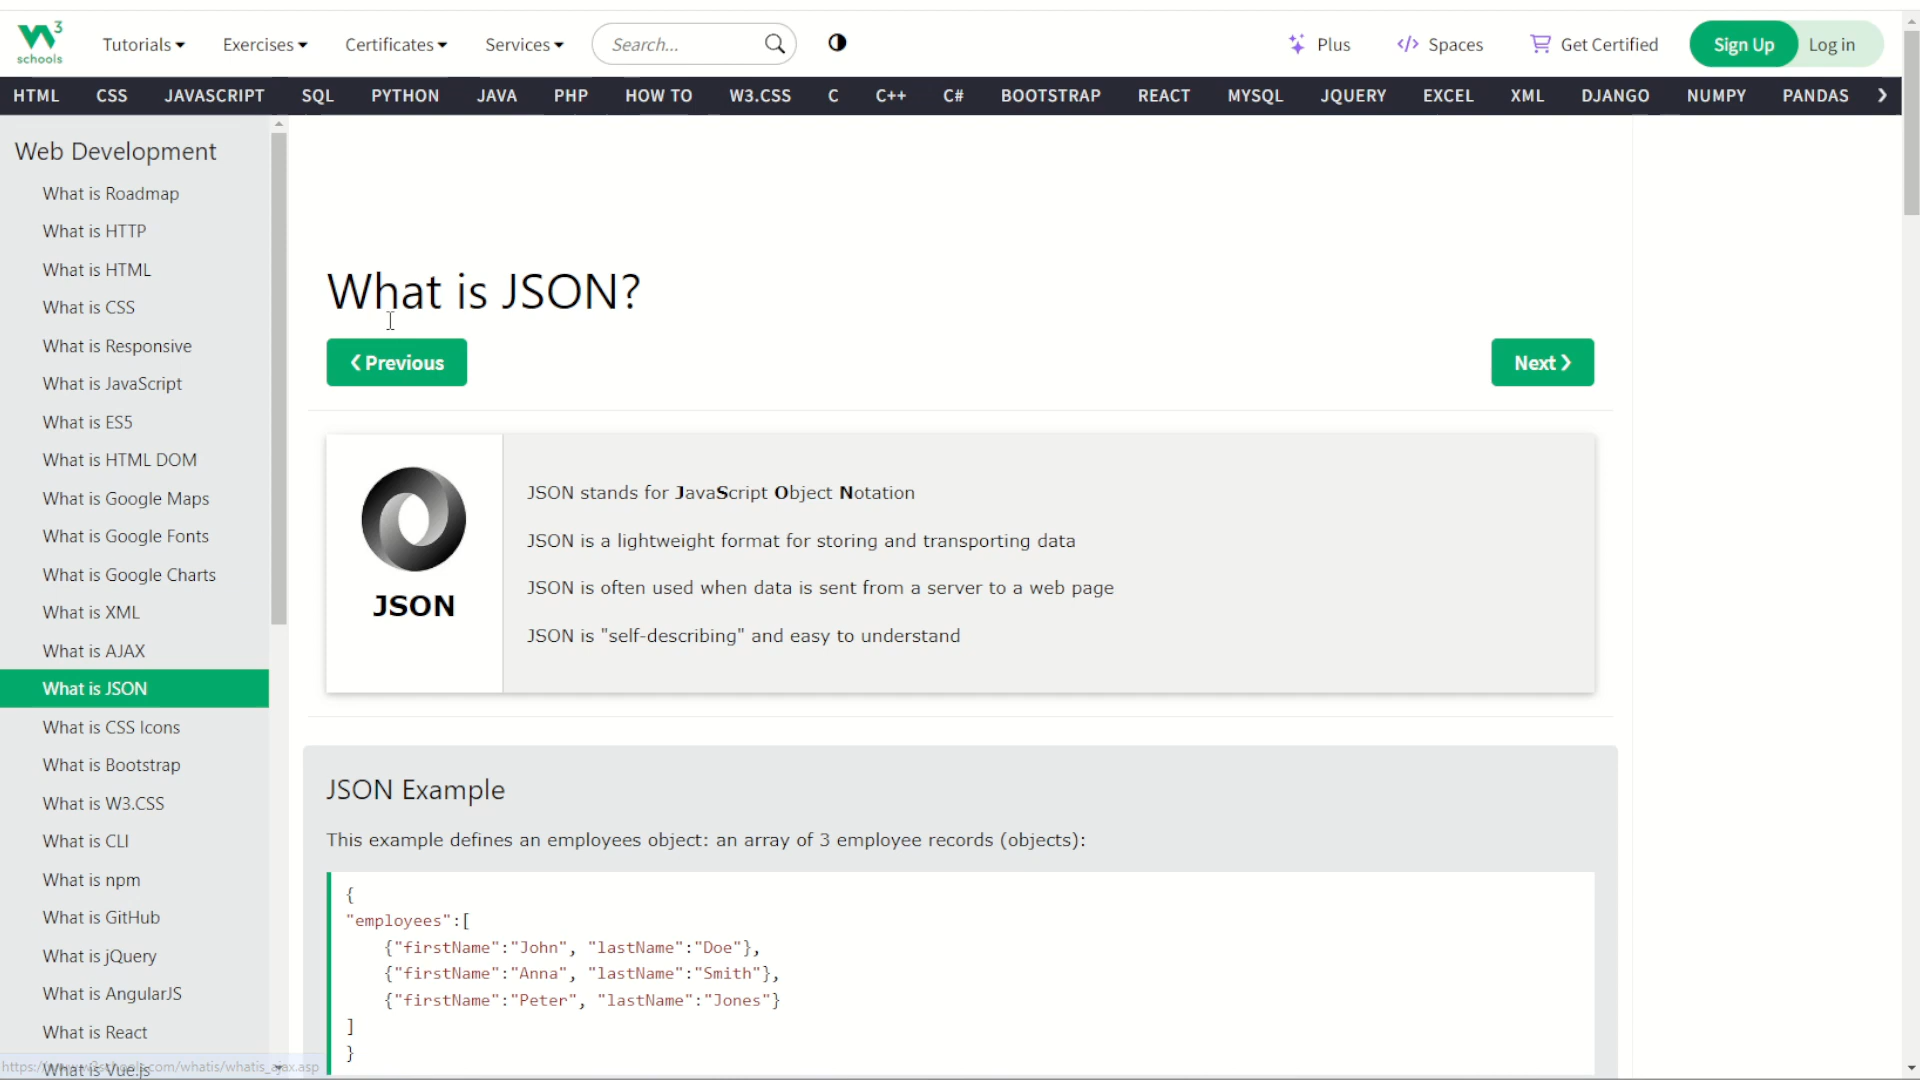 W3
schools
Tutorials
Exercises
Certificates
Services
Search...
Plus
</> Spaces
Get Certified
Sign Up
Log in
HTML CSS JAVASCRIPT SQL PYTHON JAVA PHP HOW TO W3.CSS C C++ C# BOOTSTRAP REACT MYSQL JQUERY EXCEL XML DJANGO NUMPY PANDAS ❯
Web Development
What is Roadmap
What is HTTP
What is HTML
What is CSS
What is Responsive
What is JavaScript
What is ES5
What is HTML DOM
What is Google Maps
What is Google Fonts
What is Google Charts
What is XML
What is AJAX
What is JSON
What is CSS Icons
What is Bootstrap
What is W3.CSS
What is CLI
What is npm
What is GitHub
What is jQuery
What is AngularJS
What is React
What is Vue.js
What is JSON?
❮ Previous
Next ❯
JSON
JSON stands for JavaScript Object Notation
JSON is a lightweight format for storing and transporting data
JSON is often used when data is sent from a server to a web page
JSON is "self-describing" and easy to understand
JSON Example
This example defines an employees object: an array of 3 employee records (objects):
{
"employees":[
{"firstName":"John", "lastName":"Doe"},
{"firstName":"Anna", "lastName":"Smith"},
{"firstName":"Peter", "lastName":"Jones"}
]
}